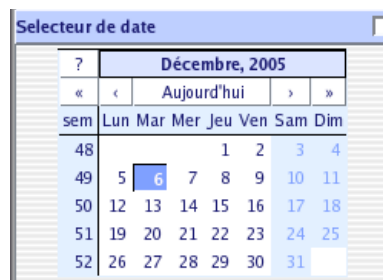 Selecteur de date
? Décembre, 2005
« ‹ Aujourd'hui › »
sem Lun Mar Mer Jeu Ven Sam Dim
48 1 2 3 4
49 5 6 7 8 9 10 11
50 12 13 14 15 16 17 18
51 19 20 21 22 23 24 25
52 26 27 28 29 30 31